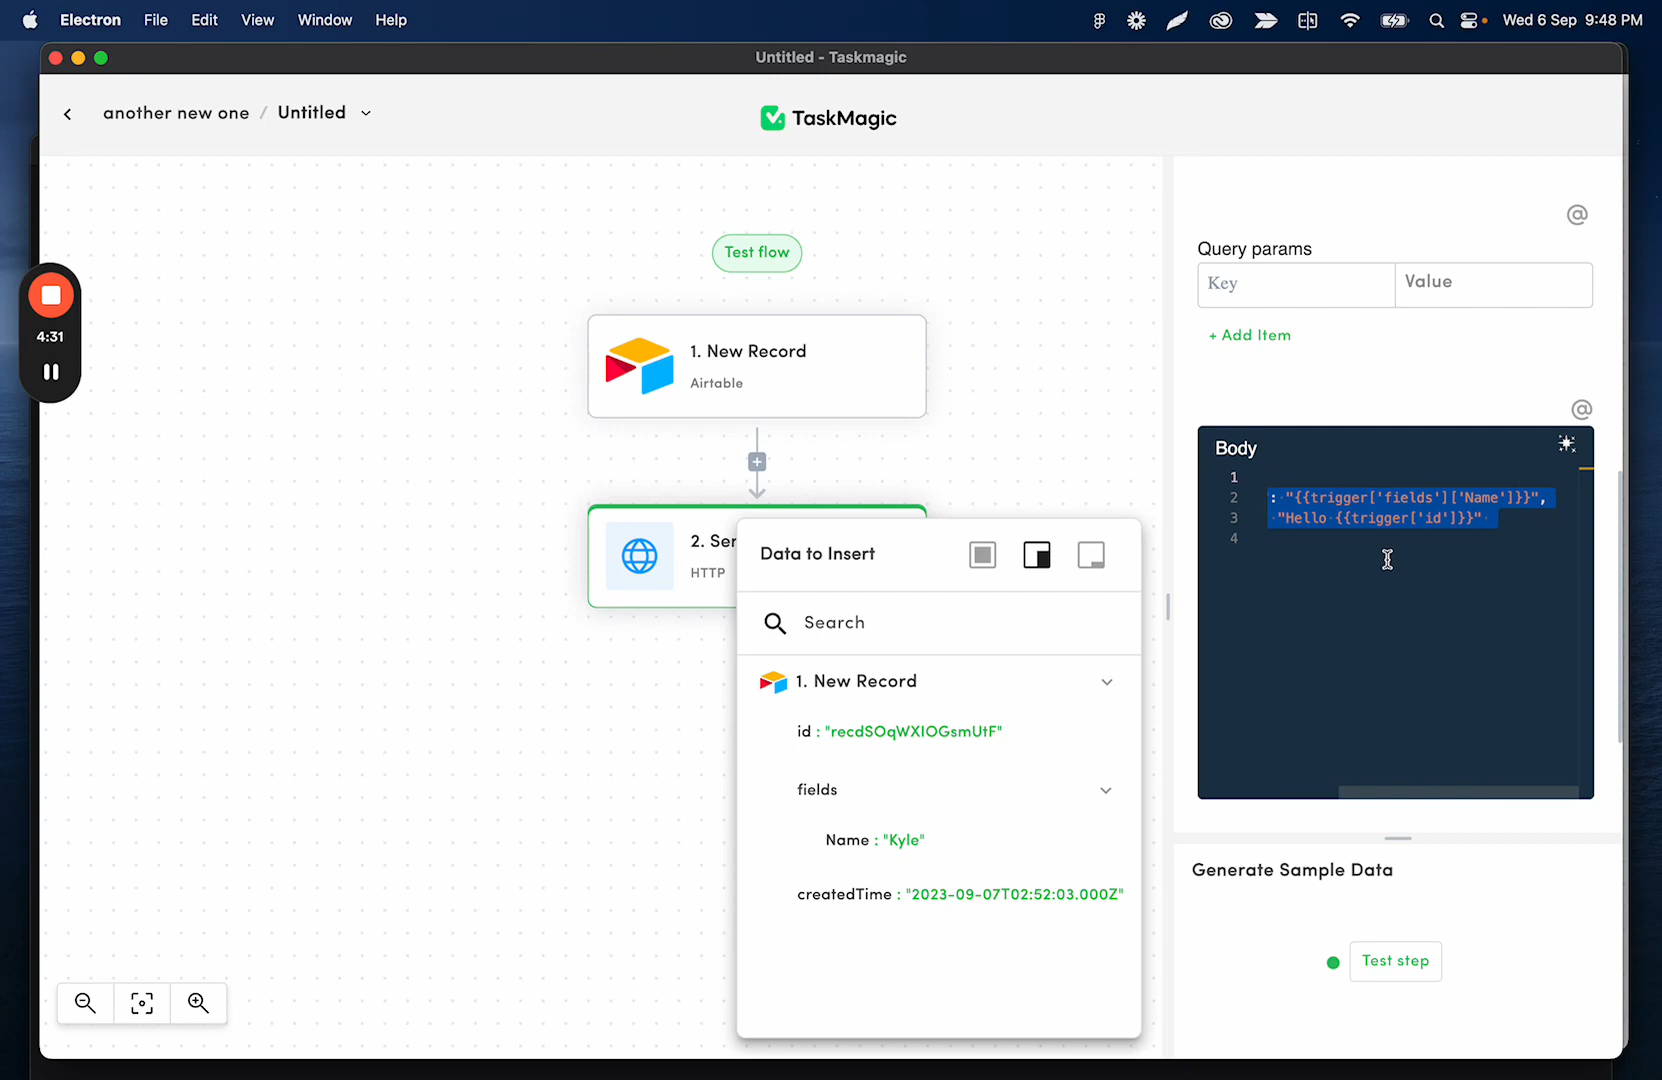 Electron File Edit View Window Help
Wed 6 Sep 9:48 PM
Untitled - Taskmagic
another new one / Untitled
TaskMagic
4:31
Test flow
1. New Record
Airtable
2. Ser
HTTP
Data to Insert
Search
1. New Record
id : "recdSOqWXIOGsmUtF"
fields
Name : "Kyle"
createdTime : "2023-09-07T02:52:03.000Z"
@
Query params
Key Value
+ Add Item
@
Body
1
2 : "{{trigger['fields']['Name']}}",
3 "Hello {{trigger['id']}}"
4
Generate Sample Data
Test step